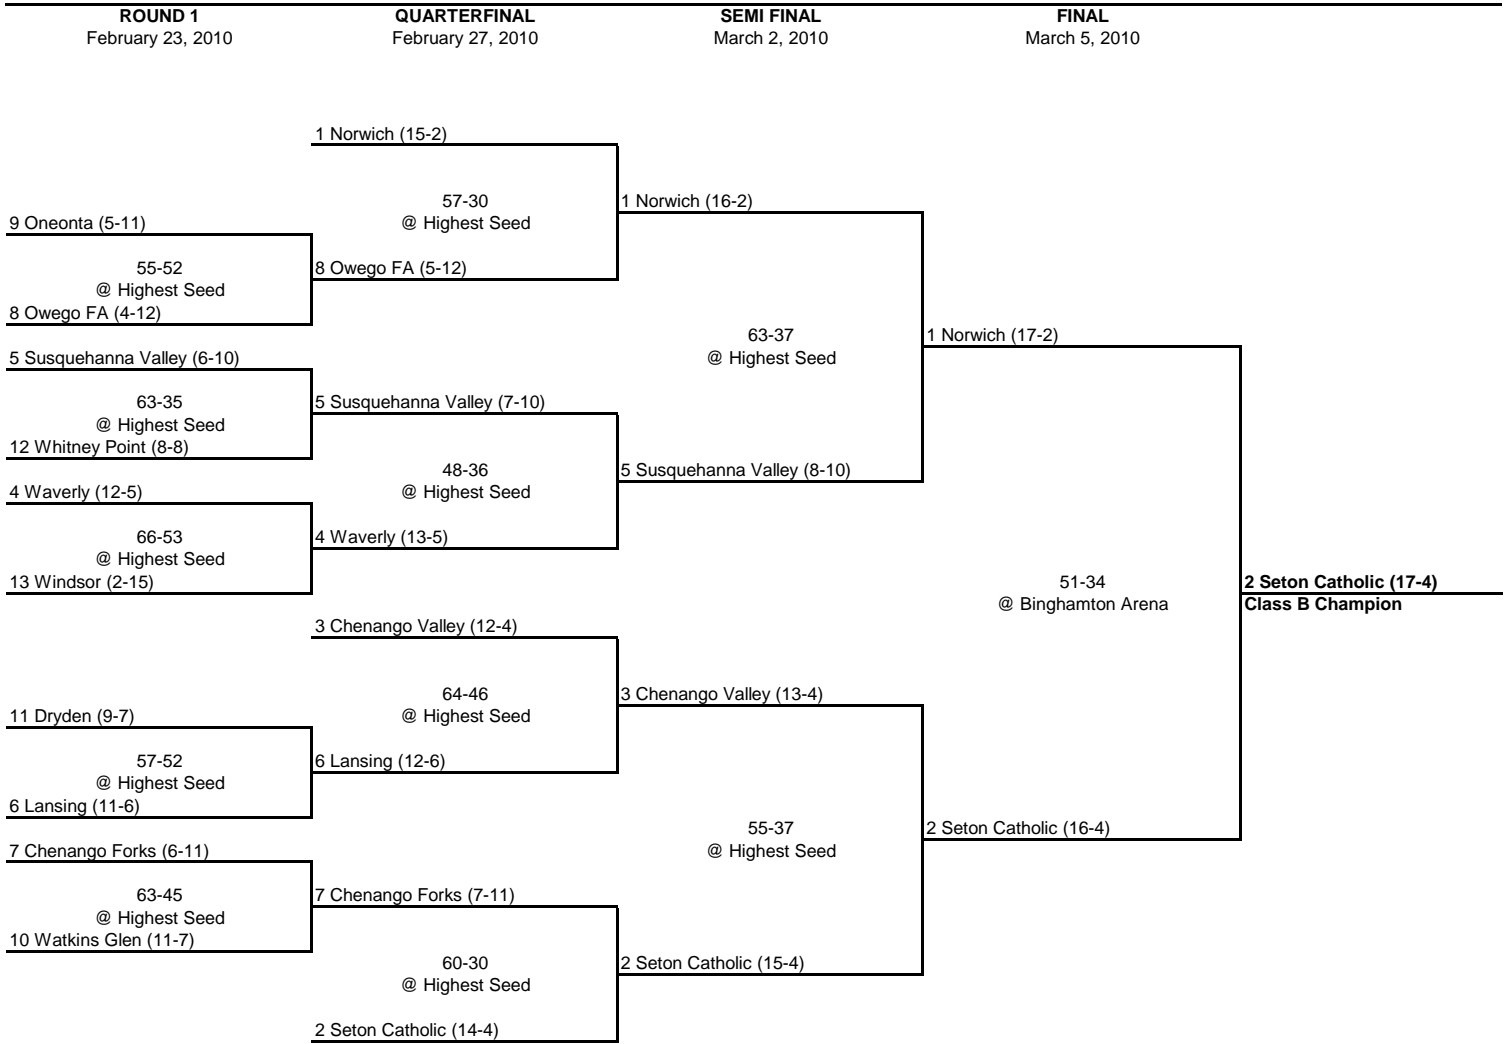 ROUND 1
February 23, 2010
QUARTERFINAL
February 27, 2010
SEMI FINAL
March 2, 2010
FINAL
March 5, 2010
1 Norwich (15-2)
57-30
@ Highest Seed
1 Norwich (16-2)
9 Oneonta (5-11)
55-52
@ Highest Seed
8 Owego FA (5-12)
8 Owego FA (4-12)
63-37
@ Highest Seed
1 Norwich (17-2)
5 Susquehanna Valley (6-10)
63-35
@ Highest Seed
5 Susquehanna Valley (7-10)
12 Whitney Point (8-8)
48-36
@ Highest Seed
5 Susquehanna Valley (8-10)
4 Waverly (12-5)
66-53
@ Highest Seed
4 Waverly (13-5)
13 Windsor (2-15)
51-34
@ Binghamton Arena
2 Seton Catholic (17-4)
Class B Champion
3 Chenango Valley (12-4)
64-46
@ Highest Seed
3 Chenango Valley (13-4)
11 Dryden (9-7)
57-52
@ Highest Seed
6 Lansing (12-6)
6 Lansing (11-6)
55-37
@ Highest Seed
2 Seton Catholic (16-4)
7 Chenango Forks (6-11)
63-45
@ Highest Seed
7 Chenango Forks (7-11)
10 Watkins Glen (11-7)
60-30
@ Highest Seed
2 Seton Catholic (15-4)
2 Seton Catholic (14-4)